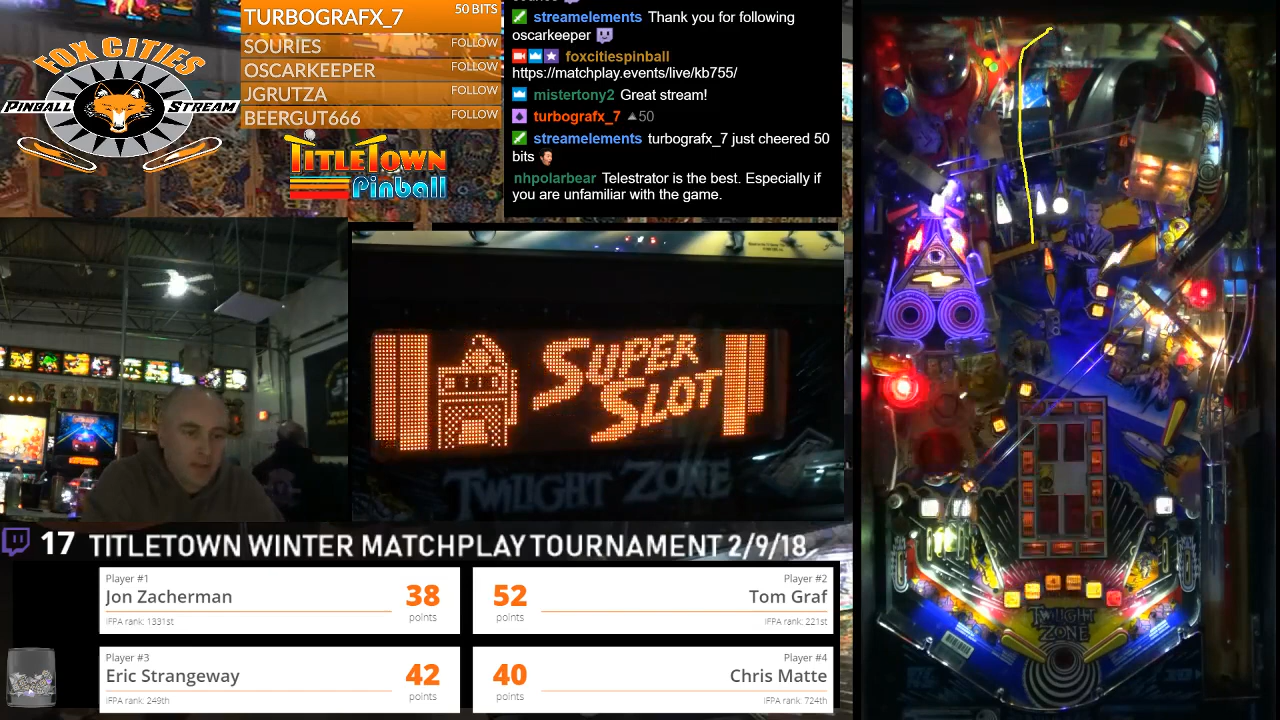 FOX CITIES
PINBALL STREAM
TURBOGRAFX_7 50 BITS
SOURIES FOLLOW
OSCARKEEPER FOLLOW
JGRUTZA FOLLOW
BEERGUT666 FOLLOW
TITLETOWN
Pinball
streamelements Thank you for following
oscarkeeper
foxcitiespinball
https://matchplay.events/live/kb755/
mistertony2 Great stream!
turbografx_7 50
streamelements turbografx_7 just cheered 50
bits
nhpolarbear Telestrator is the best. Especially if
you are unfamiliar with the game.
SUPER
SLOT
TWILIGHT ZONE
17 TITLETOWN WINTER MATCHPLAY TOURNAMENT 2/9/18
Player #1
Jon Zacherman
IFPA rank: 1331st
38
points
52
points
Player #2
Tom Graf
IFPA rank: 221st
Player #3
Eric Strangeway
IFPA rank: 249th
42
points
40
points
Player #4
Chris Matte
IFPA rank: 724th
TWILIGHT
ZONE